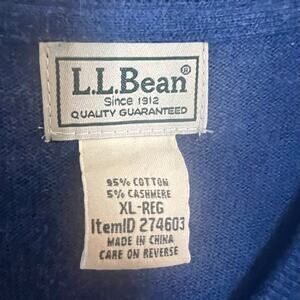 L.L.Bean®
Since 1912
QUALITY GUARANTEED
95% COTTON
5% CASHMERE
XL-REG
ItemID 274603
MADE IN CHINA
CARE ON REVERSE